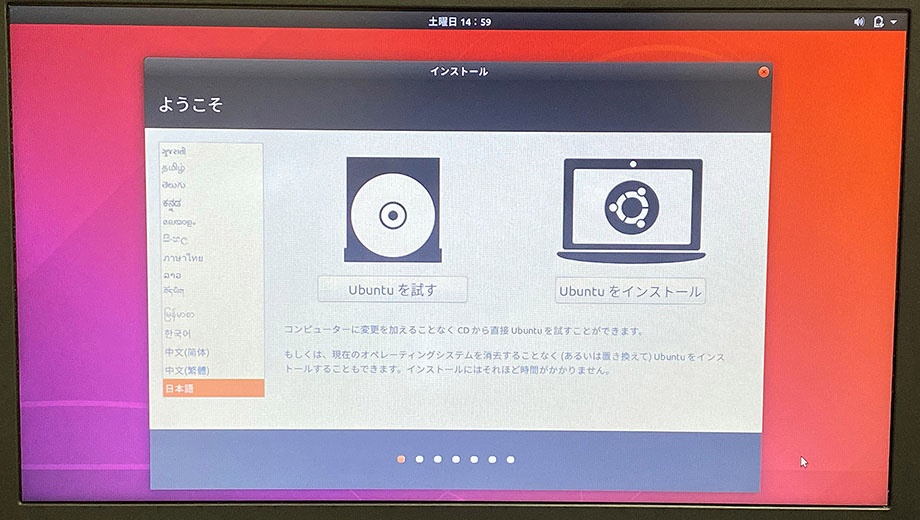 土曜日 14：59
インストール
ようこそ
ગુજરાતી
தமிழ்
తెలుగు
ಕನ್ನಡ
മലയാളം
සිංහල
ภาษาไทย
ລາວ
རྫོང་ཁ
မြန်မာစာ
한국어
中文(简体)
中文(繁體)
日本語
Ubuntu を試す
Ubuntu をインストール
コンピューターに変更を加えることなく CD から直接 Ubuntu を試すことができます。
もしくは、現在のオペレーティングシステムを消去することなく (あるいは置き換えて) Ubuntu をインス
トールすることもできます。インストールにはそれほど時間がかかりません。